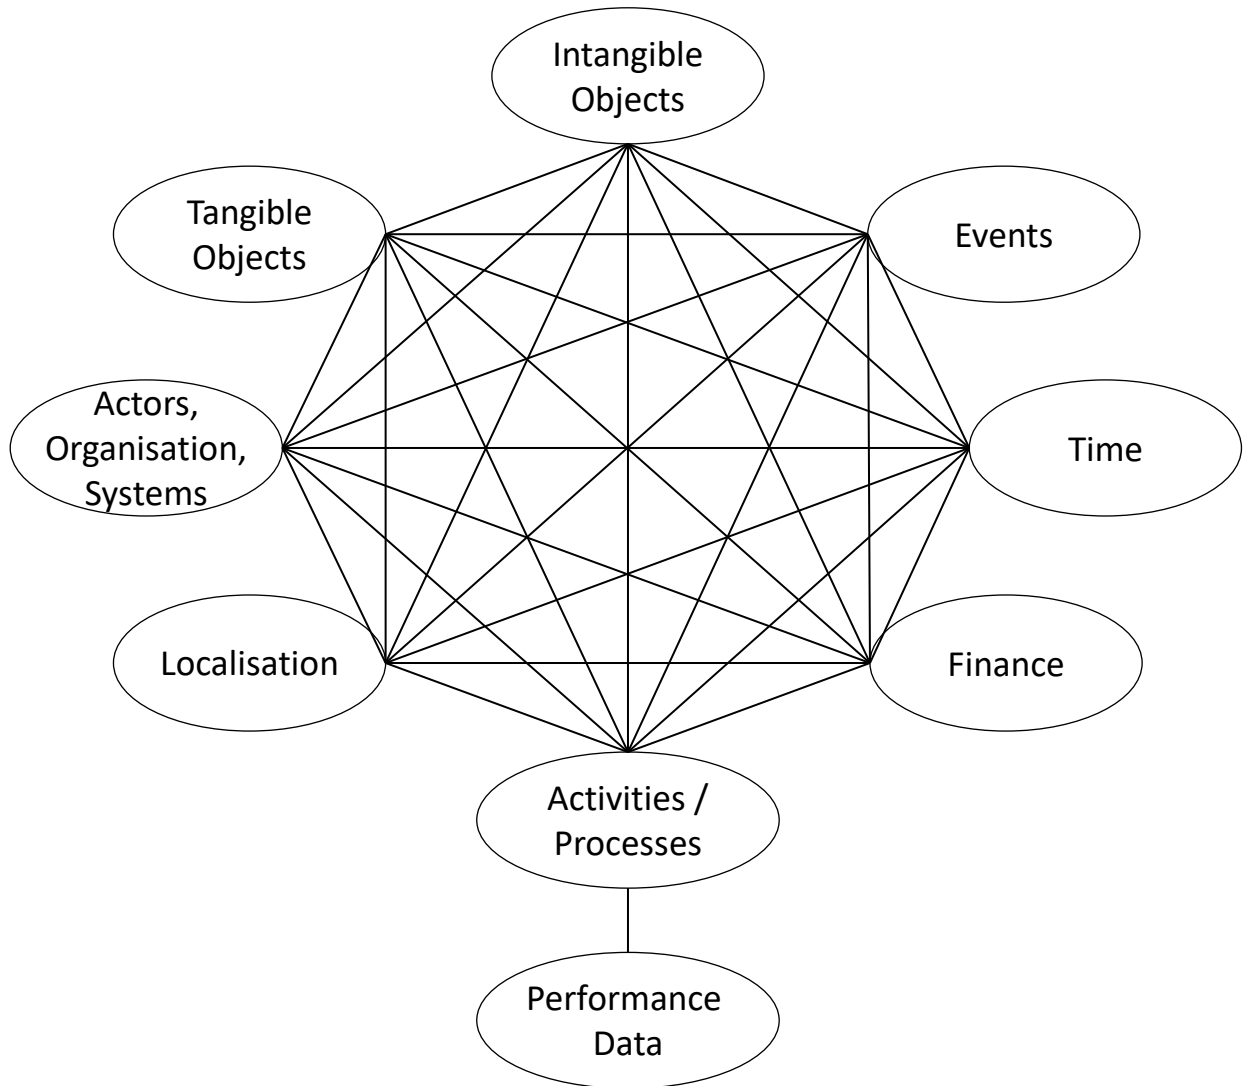 Intangible
Objects
Tangible
Objects
Events
Actors,
Organisation,
Systems
Time
Localisation
Finance
Activities /
Processes
Performance
Data